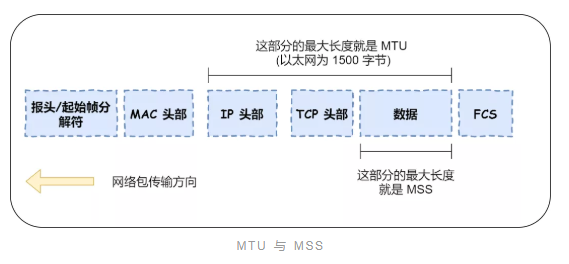 这部分的最大长度就是 MTU
(以太网为 1500 字节)
报头/起始帧分
解符
MAC 头部
IP 头部
TCP 头部
数据
FCS
网络包传输方向
这部分的最大长度
就是 MSS
MTU 与 MSS